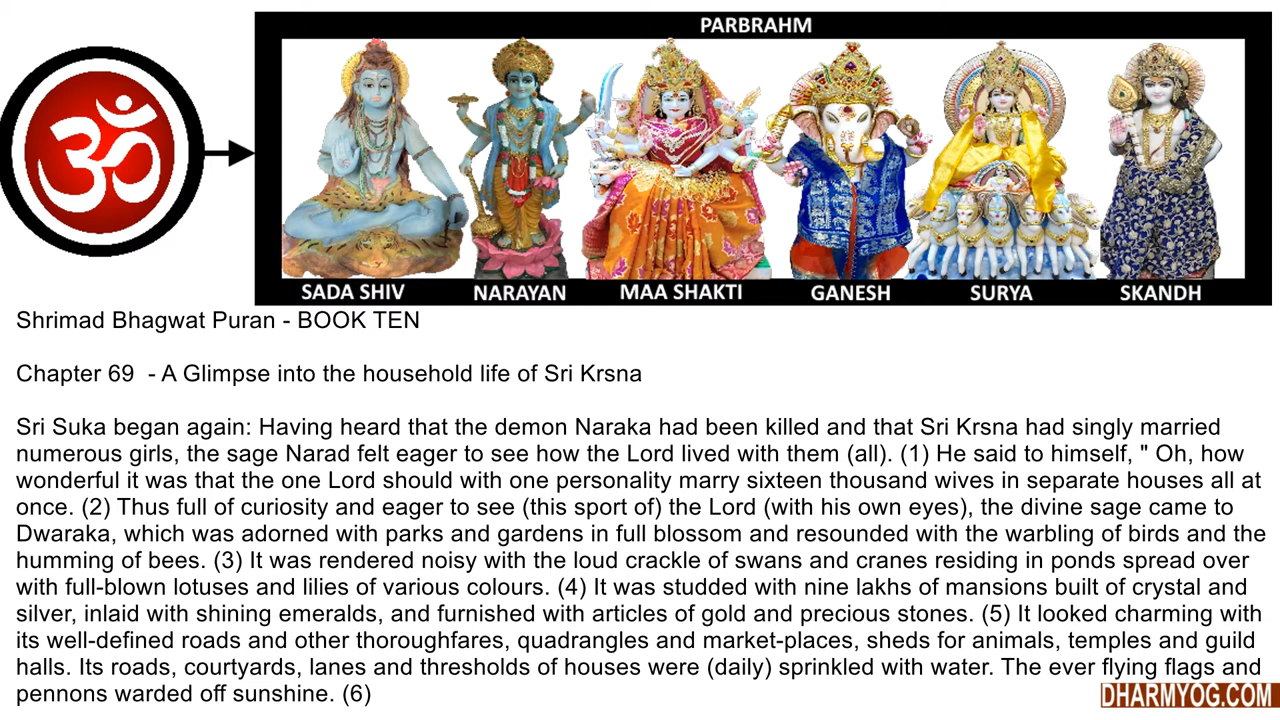 PARBRAHM
ॐ
SADA SHIV NARAYAN MAA SHAKTI GANESH SURYA SKANDH
Shrimad Bhagwat Puran - BOOK TEN
Chapter 69 - A Glimpse into the household life of Sri Krsna
Sri Suka began again: Having heard that the demon Naraka had been killed and that Sri Krsna had singly married
numerous girls, the sage Narad felt eager to see how the Lord lived with them (all). (1) He said to himself, " Oh, how
wonderful it was that the one Lord should with one personality marry sixteen thousand wives in separate houses all at
once. (2) Thus full of curiosity and eager to see (this sport of) the Lord (with his own eyes), the divine sage came to
Dwaraka, which was adorned with parks and gardens in full blossom and resounded with the warbling of birds and the
humming of bees. (3) It was rendered noisy with the loud crackle of swans and cranes residing in ponds spread over
with full-blown lotuses and lilies of various colours. (4) It was studded with nine lakhs of mansions built of crystal and
silver, inlaid with shining emeralds, and furnished with articles of gold and precious stones. (5) It looked charming with
its well-defined roads and other thoroughfares, quadrangles and market-places, sheds for animals, temples and guild
halls. Its roads, courtyards, lanes and thresholds of houses were (daily) sprinkled with water. The ever flying flags and
pennons warded off sunshine. (6)
DHARMYOG.COM